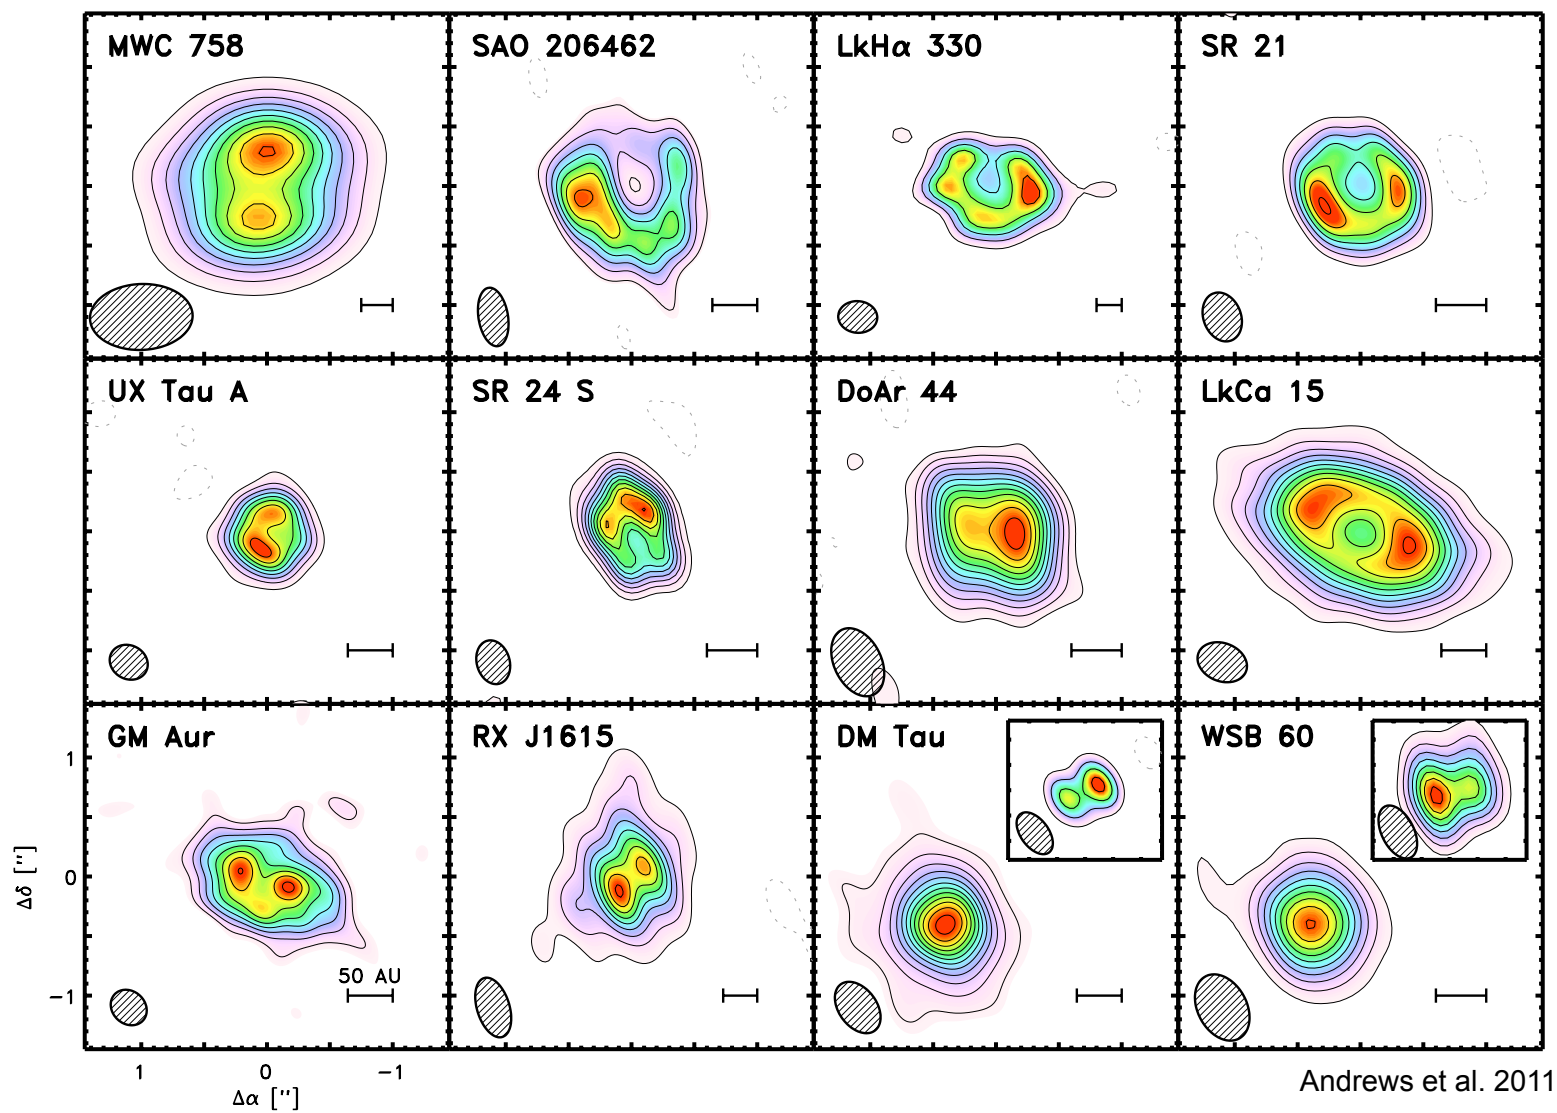 MWC 758
SAO 206462
LkHα 330
SR 21
UX Tau A
SR 24 S
DoAr 44
LkCa 15
GM Aur
RX J1615
DM Tau
WSB 60
1
0
−1
Δδ ["]
50 AU
1 0 −1
Δα ["]
Andrews et al. 2011